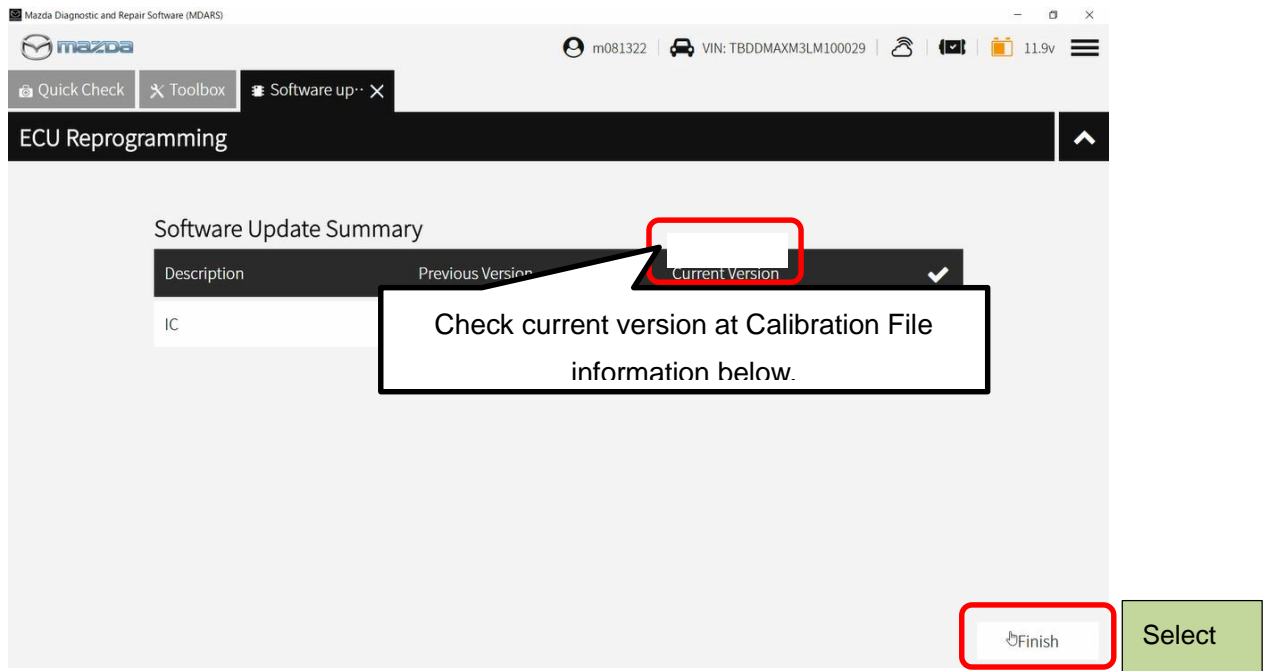 Mazda Diagnostic and Repair Software (MDARS)
mazda
m081322 VIN: TBDDMAXM3LM100029 11.9v
Quick Check Toolbox Software up··
ECU Reprogramming
Software Update Summary
Description Previous Version Current Version
IC
Check current version at Calibration File
information below.
Finish
Select